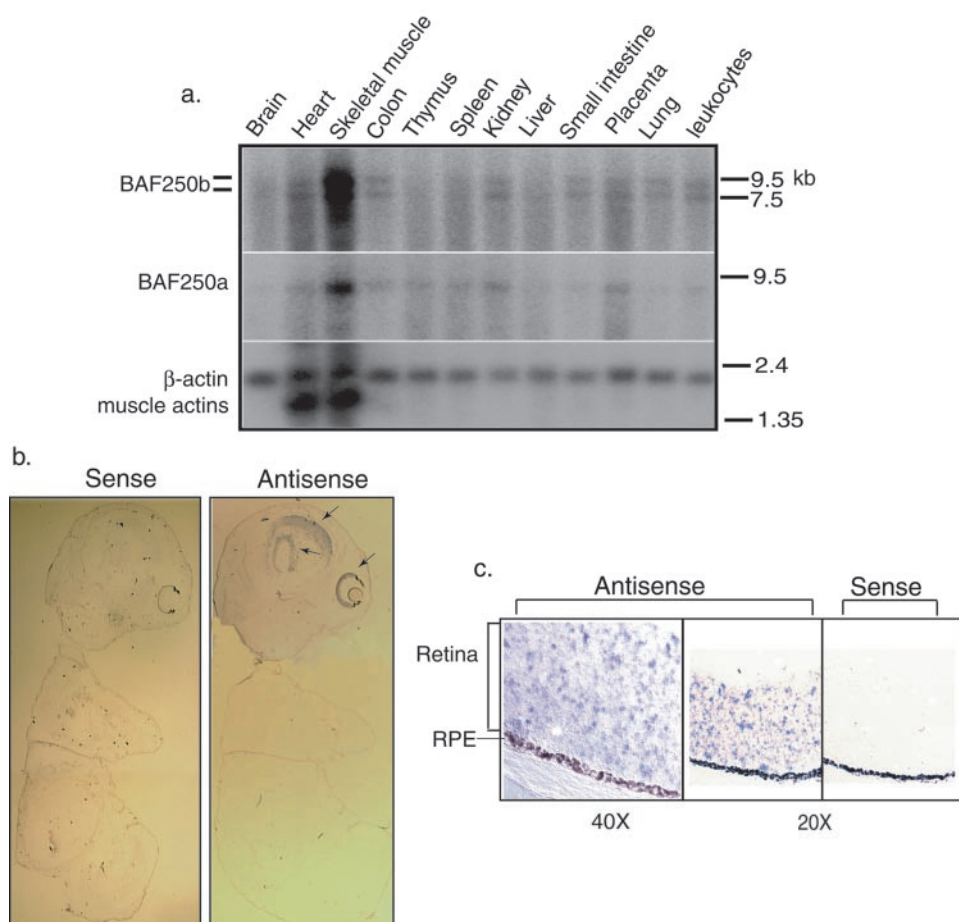 a.
Brain
Heart
Skeletal muscle
Colon
Thymus
Spleen
Kidney
Liver
Small intestine
Placenta
Lung
leukocytes
BAF250b
9.5 kb
7.5
BAF250a
9.5
β-actin
2.4
muscle actins
1.35
b.
Sense
Antisense
c.
Antisense
Sense
Retina
RPE
40X
20X